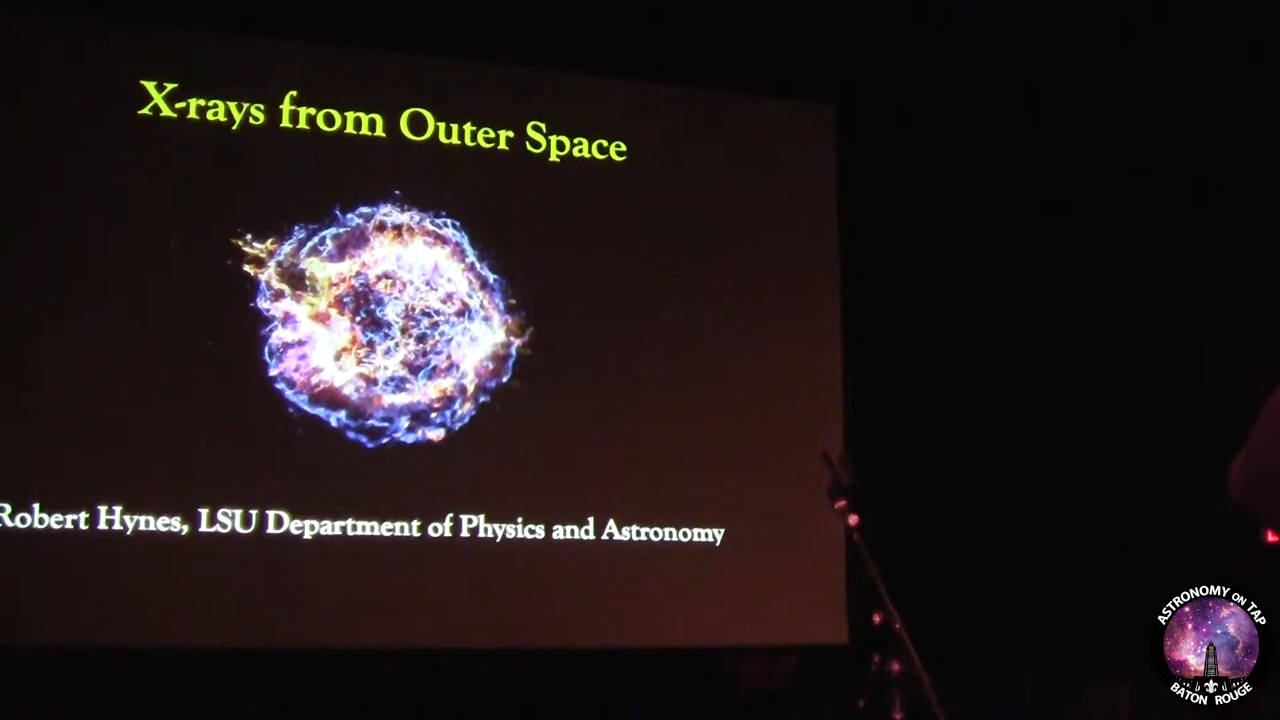 X-rays from Outer Space
Robert Hynes, LSU Department of Physics and Astronomy
ASTRONOMY ON TAP
BATON ROUGE